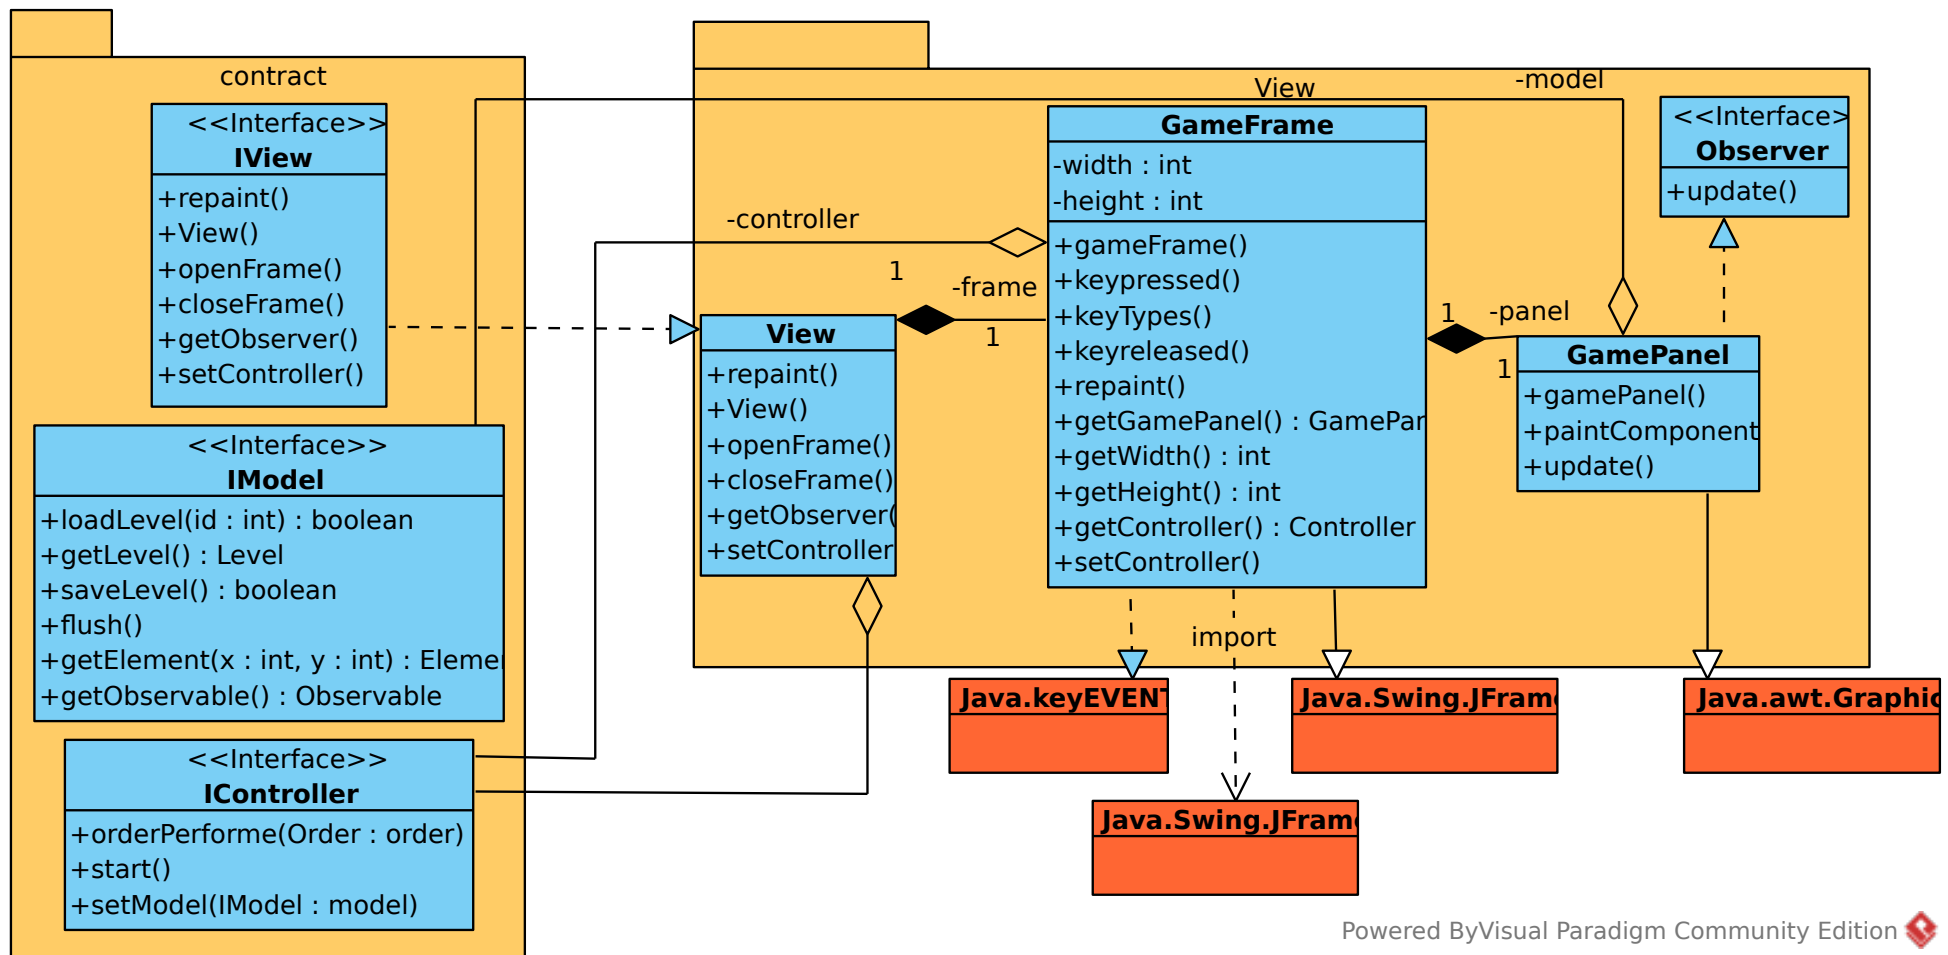 contract
<<Interface>>
IView
+repaint()
+View()
+openFrame()
+closeFrame()
+getObserver()
+setController()
<<Interface>>
IModel
+loadLevel(id : int) : boolean
+getLevel() : Level
+saveLevel() : boolean
+flush()
+getElement(x : int, y : int) : Elemen
+getObservable() : Observable
<<Interface>>
IController
+orderPerforme(Order : order)
+start()
+setModel(IModel : model)
View
-model
-controller
1
-frame
1
View
+repaint()
+View()
+openFrame()
+closeFrame()
+getObserver(
+setController
GameFrame
-width : int
-height : int
+gameFrame()
+keypressed()
+keyTypes()
+keyreleased()
+repaint()
+getGamePanel() : GamePar
+getWidth() : int
+getHeight() : int
+getController() : Controller
+setController()
1
-panel
1
<<Interface>
Observer
+update()
GamePanel
+gamePanel()
+paintComponent
+update()
import
Java.keyEVENT
Java.Swing.JFrame
Java.awt.Graphic
Java.Swing.JFrame
Powered ByVisual Paradigm Community Edition